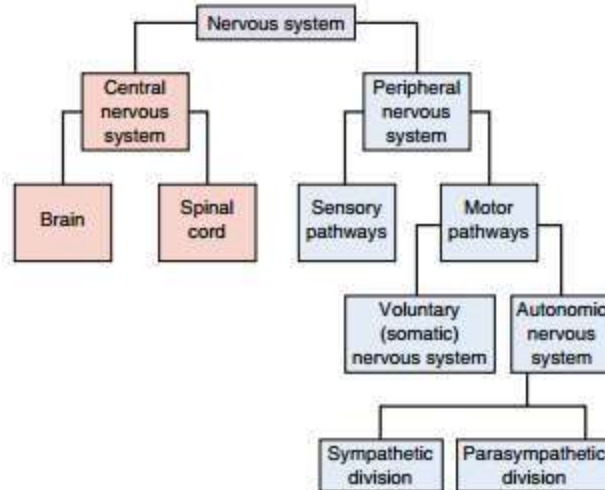 Nervous system
Central
nervous
system
Peripheral
nervous
system
Brain
Spinal
cord
Sensory
pathways
Motor
pathways
Voluntary
(somatic)
nervous system
Autonomic
nervous
system
Sympathetic
division
Parasympathetic
division